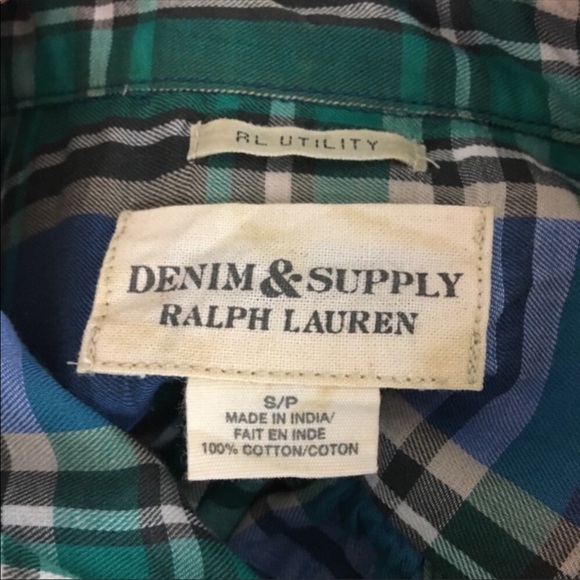 RL UTILITY
DENIM & SUPPLY
RALPH LAUREN
S/P
MADE IN INDIA/
FAIT EN INDE
100% COTTON/COTON